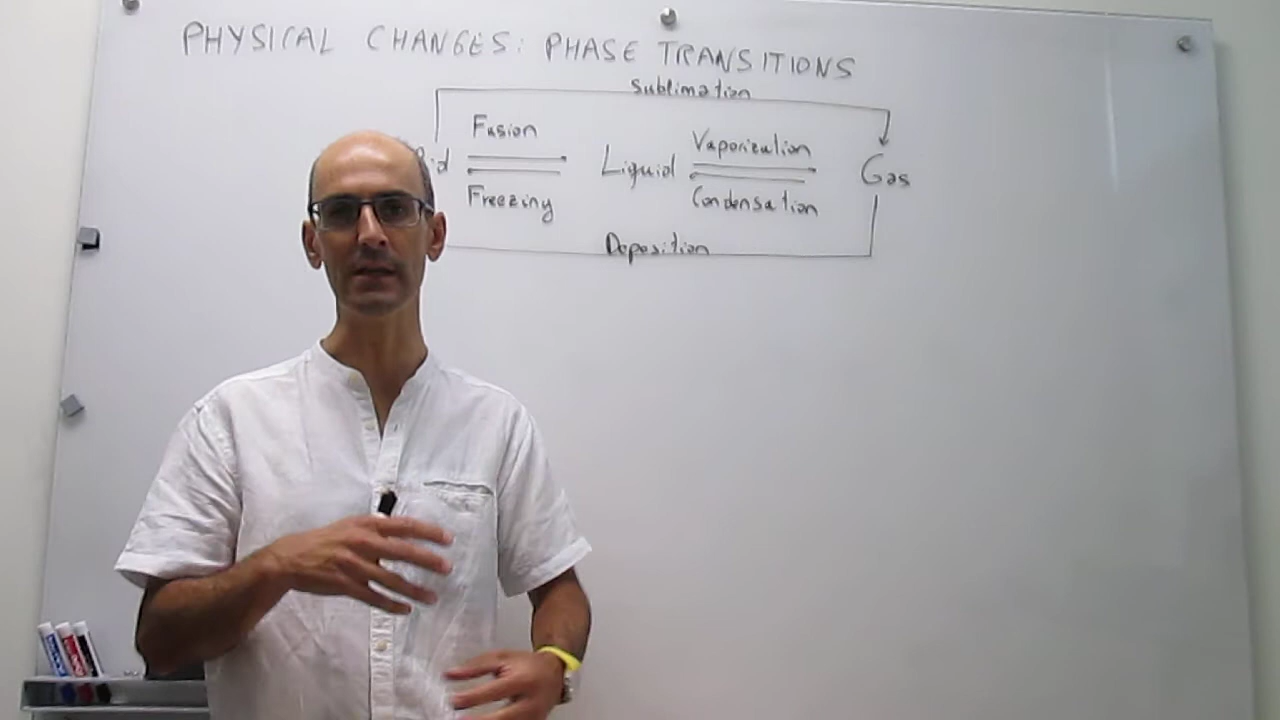 PHYSICAL CHANGES: PHASE TRANSITIONS
Sublimation
Fusion
Vaporization
Liquid
Gas
Freezing
Condensation
Deposition